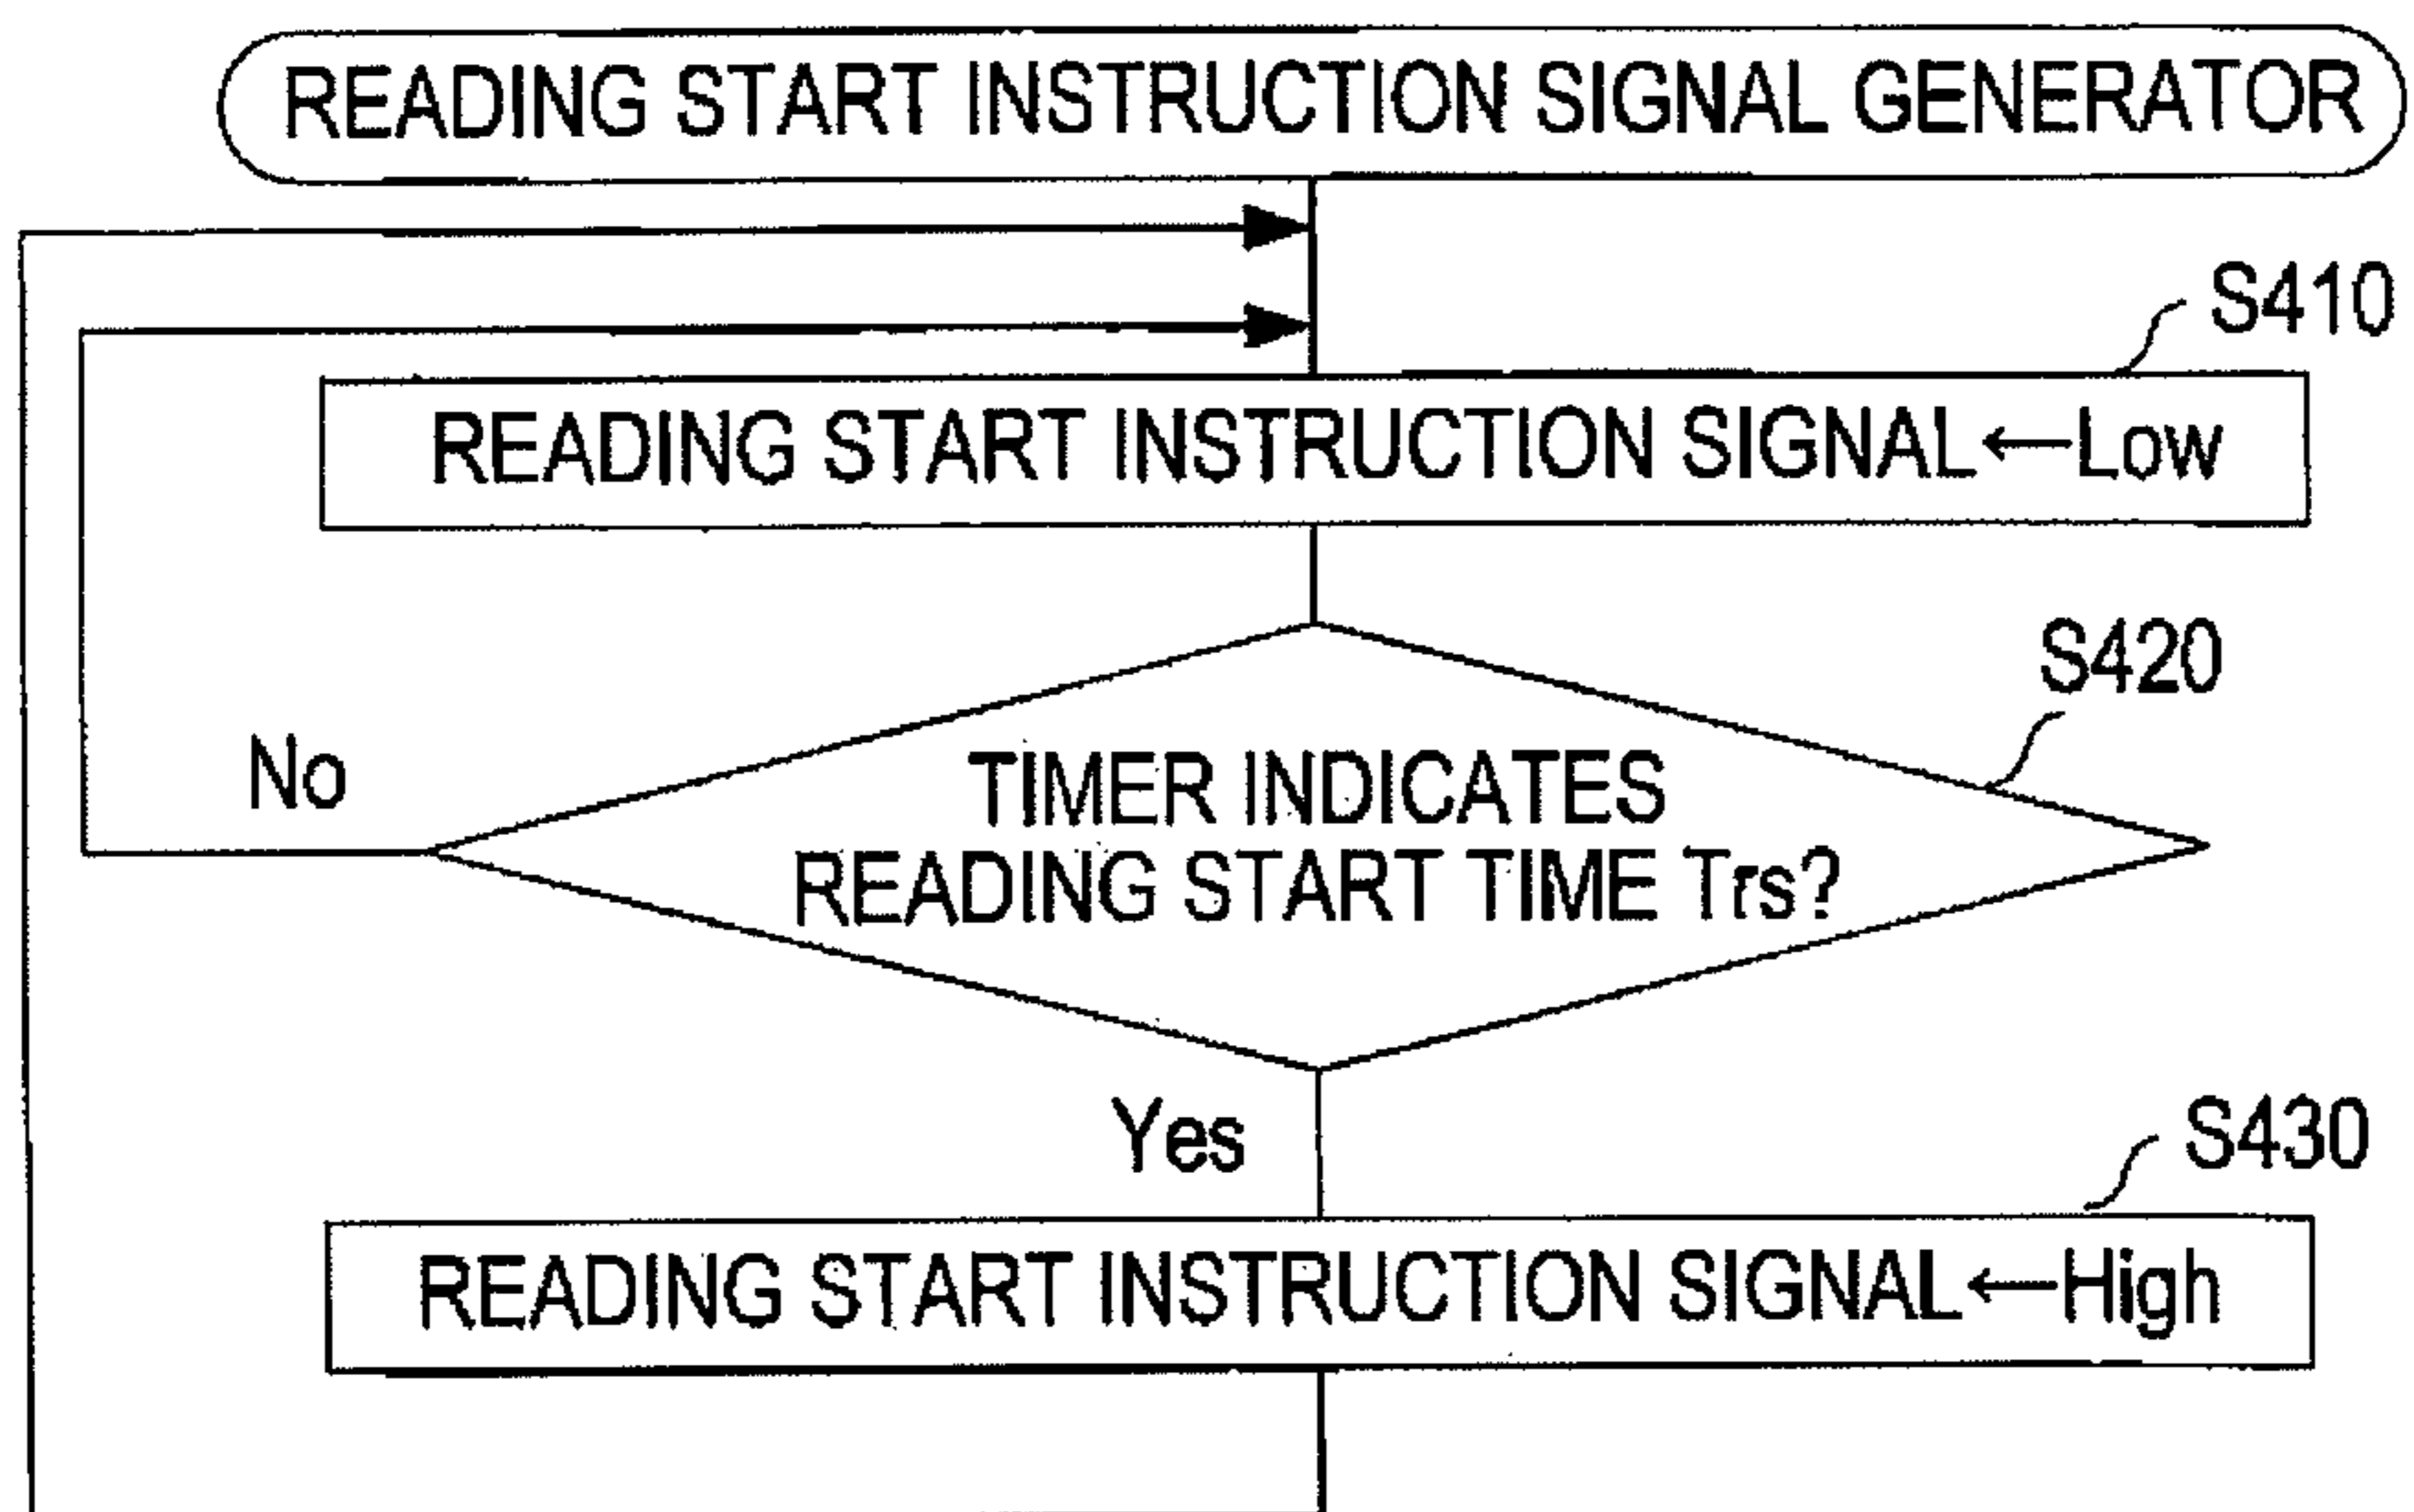 READING START INSTRUCTION SIGNAL GENERATOR
S410
READING START INSTRUCTION SIGNAL←Low
S420
No
TIMER INDICATES
READING START TIME Trs?
Yes
S430
READING START INSTRUCTION SIGNAL←High